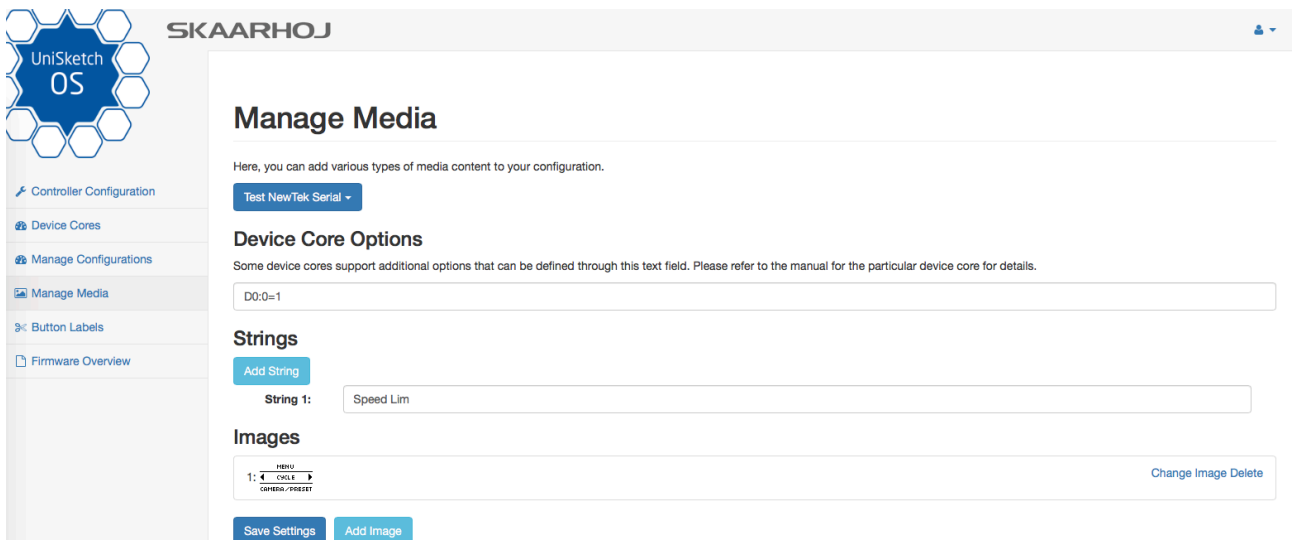 SKAARHOJ
UniSketch
OS
Controller Configuration
Device Cores
Manage Configurations
Manage Media
Button Labels
Firmware Overview
Manage Media
Here, you can add various types of media content to your configuration.
Test NewTek Serial
Device Core Options
Some device cores support additional options that can be defined through this text field. Please refer to the manual for the particular device core for details.
D0:0=1
Strings
Add String
String 1: Speed Lim
Images
1: MENU
CYCLE
CAMERA/PRESET
Change Image Delete
Save Settings Add Image